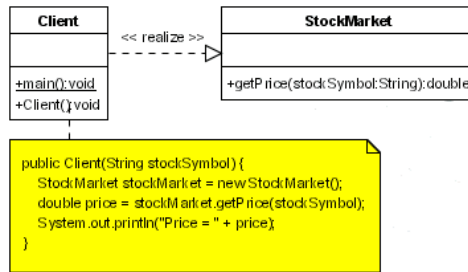 Client
StockMarket
<< realize >>
+main():void
+Client():void
+getPrice(stockSymbol:String):double
public Client(String stockSymbol) {
StockMarket stockMarket = new StockMarket();
double price = stockMarket.getPrice(stockSymbol);
System.out.println("Price = " + price);
}